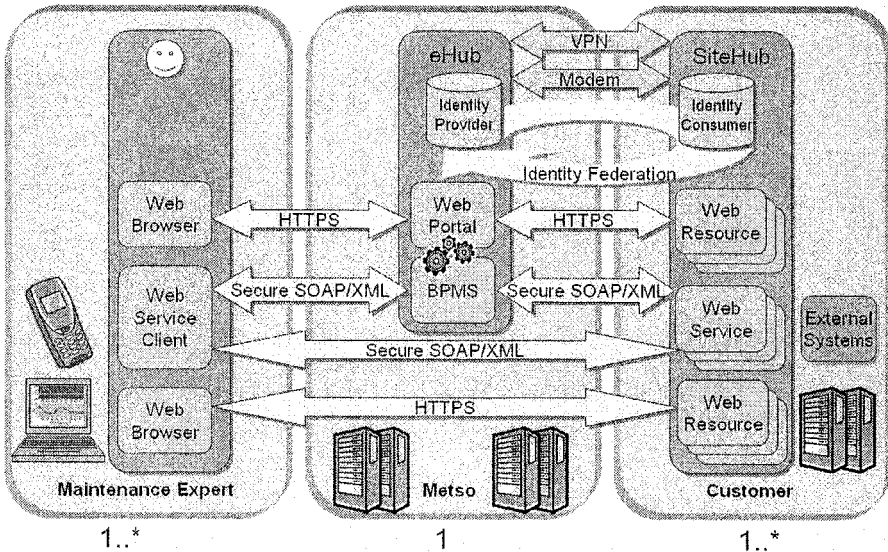 VPN
eHub
SiteHub
Modem
Identity
Provider
Identity
Consumer
Identity Federation
Web
Browser
HTTPS
Web
Portal
HTTPS
Web
Resource
Web
Service
Client
Secure SOAP/XML
BPMS
Secure SOAP/XML
Web
Service
External
Systems
Secure SOAP/XML
Web
Browser
HTTPS
Web
Resource
Maintenance Expert
Metso
Customer
1..*
1
1..*